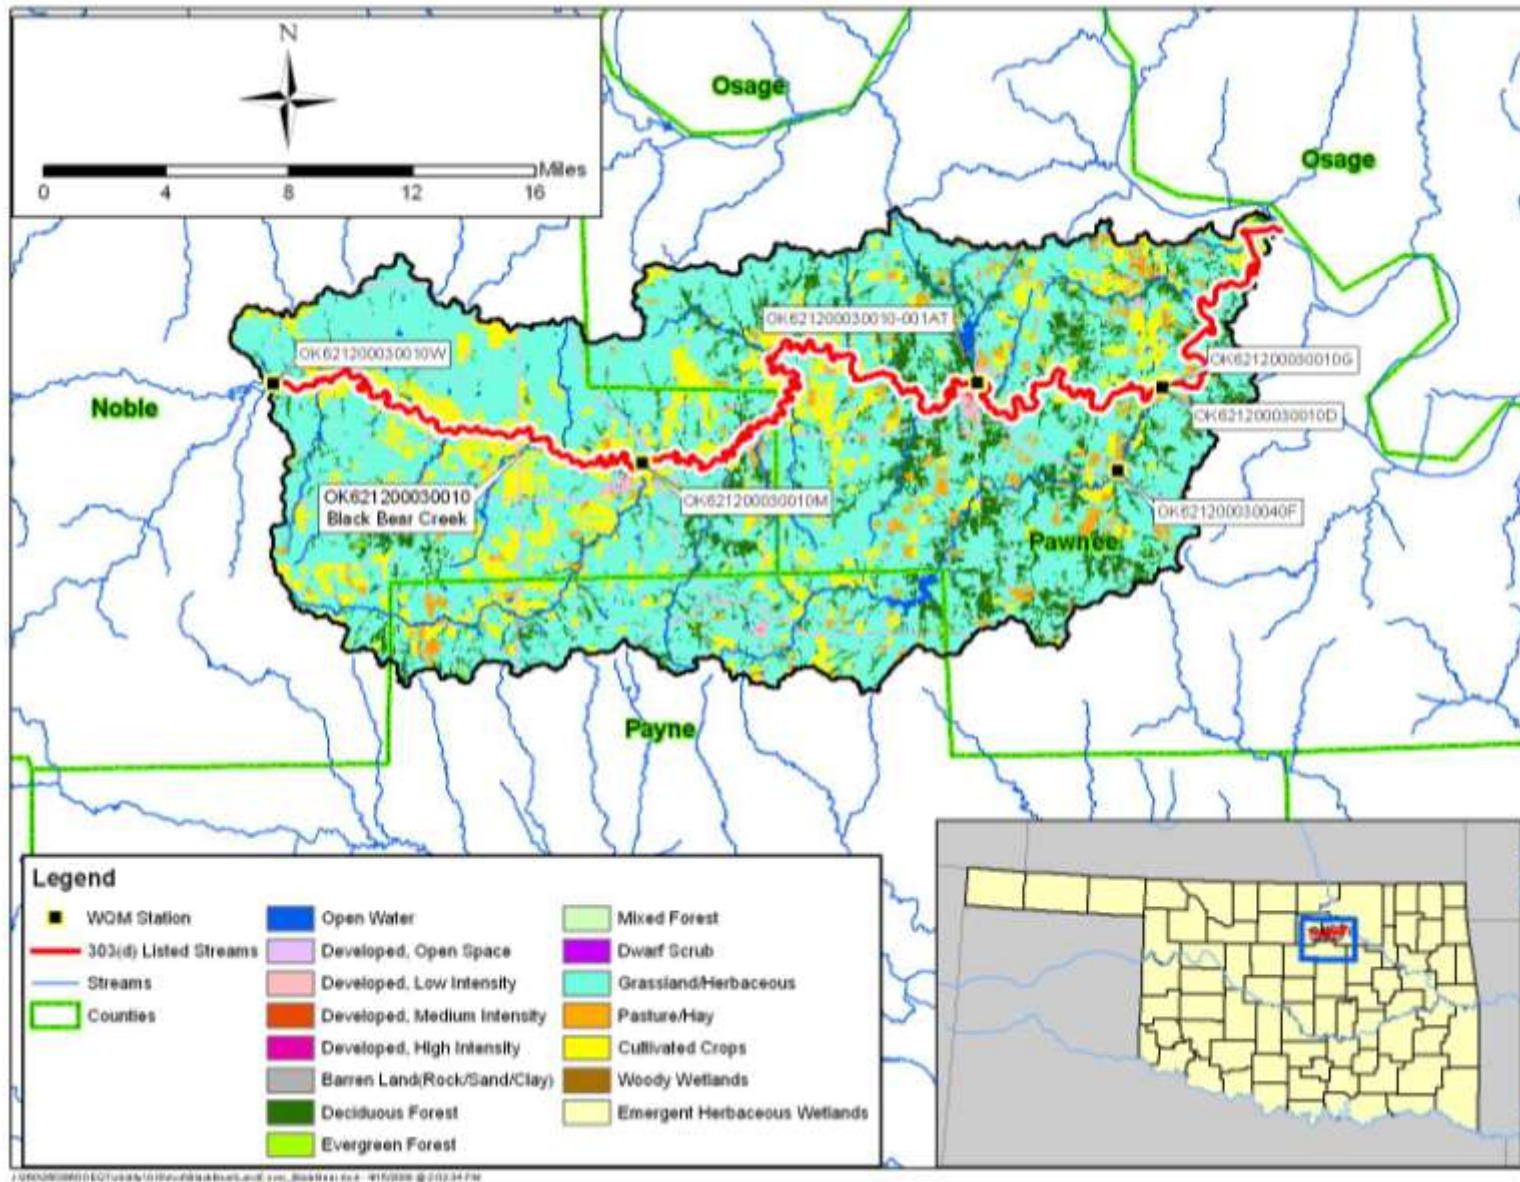 N
Miles
0 4 8 12 16
Osage
Osage
Noble
OK621200030010W
OK621200030010-001AT
OK621200030010G
OK621200030010D
OK621200030010
Black Bear Creek
OK621200030010M
OK621200030040F
Pawnee
Payne
Legend
WQM Station
303(d) Listed Streams
Streams
Counties
Open Water
Developed, Open Space
Developed, Low Intensity
Developed, Medium Intensity
Developed, High Intensity
Barren Land(Rock/Sand/Clay)
Deciduous Forest
Evergreen Forest
Mixed Forest
Dwarf Scrub
Grassland/Herbaceous
Pasture/Hay
Cultivated Crops
Woody Wetlands
Emergent Herbaceous Wetlands